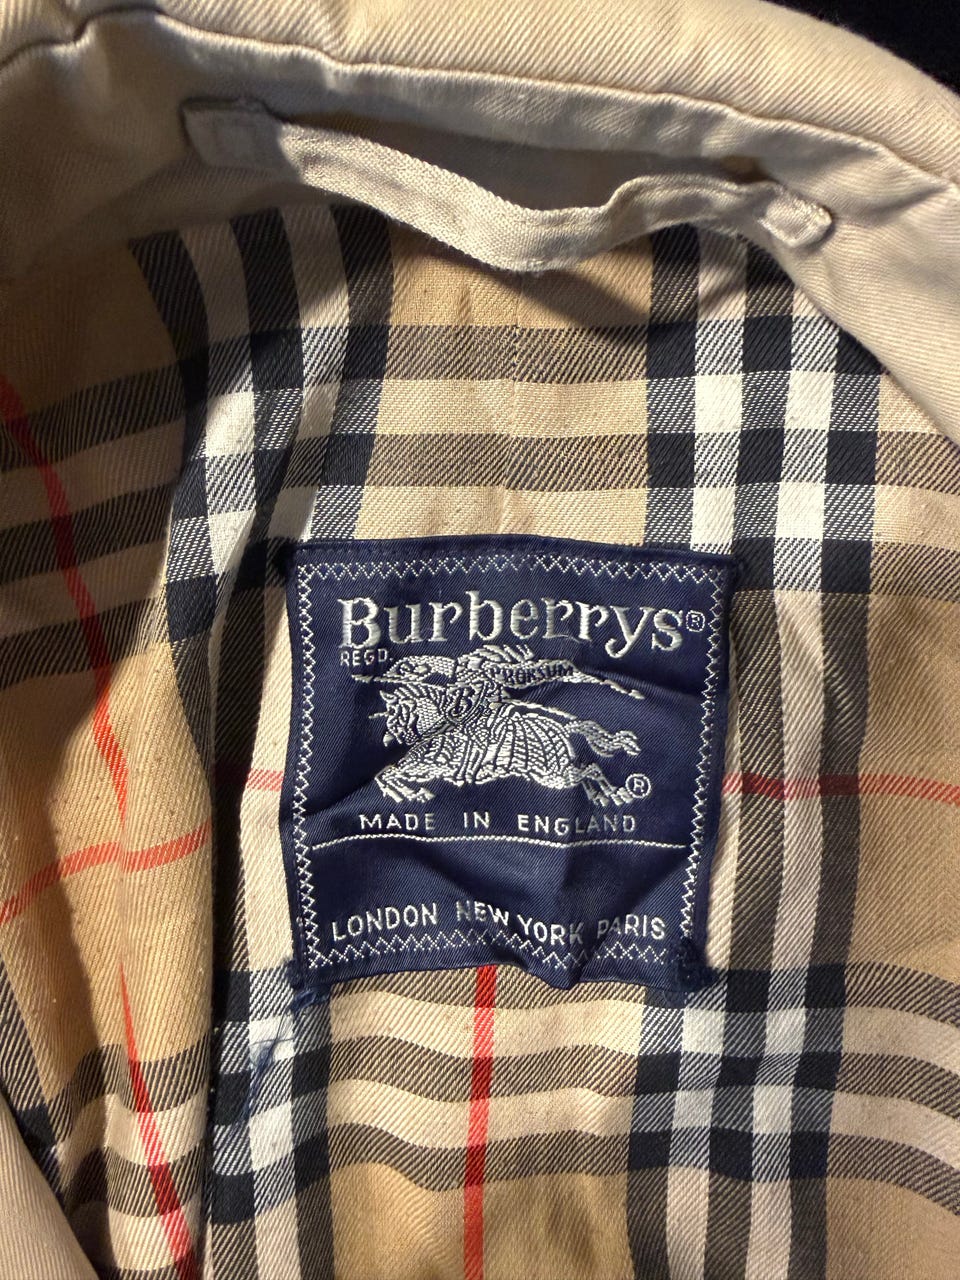 Burberrys®
REGD.
PRORSUM
B
®
MADE IN ENGLAND
LONDON NEW YORK PARIS